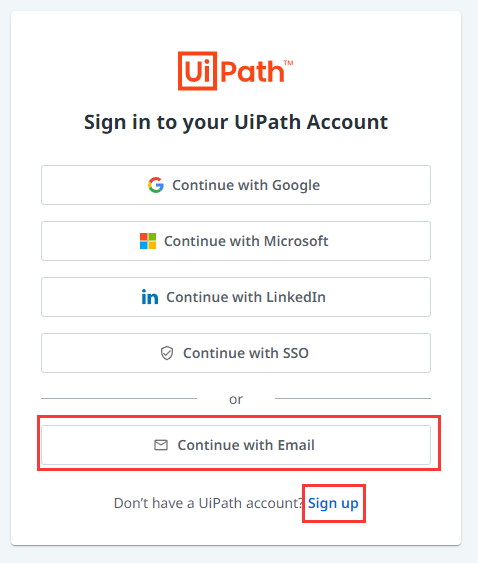 UiPath™
Sign in to your UiPath Account
Continue with Google
Continue with Microsoft
in Continue with LinkedIn
Continue with SSO
or
Continue with Email
Don't have a UiPath account? Sign up